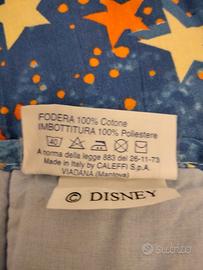 FODERA 100% Cotone
IMBOTTITURA 100% Poliestere
40
A norma della legge 883 del 26-11-73
Made in Italy by CALEFFI S.p.A.
VIADANA (Mantova)
© DISNEY
subito